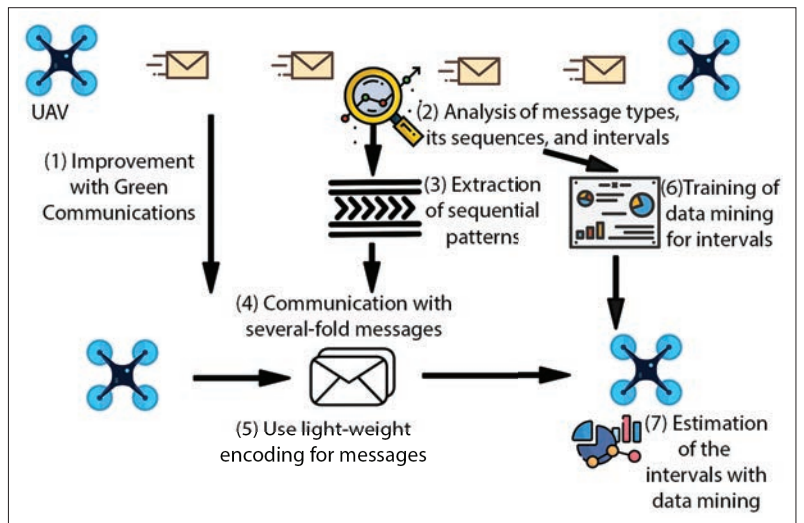 UAV
(1) Improvement
with Green
Communications
(2) Analysis of message types,
its sequences, and intervals
(3) Extraction
of sequential
patterns
(6)Training of
data mining
for intervals
(4) Communication with
several-fold messages
(5) Use light-weight
encoding for messages
(7) Estimation
of the
intervals with
data mining